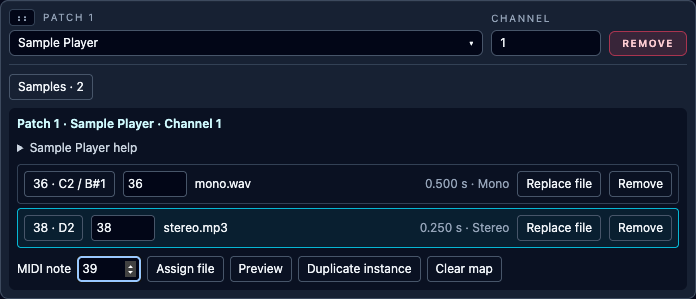 :: PATCH 1 CHANNEL
Sample Player 1 REMOVE
Samples · 2
Patch 1 · Sample Player · Channel 1
Sample Player help
36 · C2 / B#1 36 mono.wav 0.500 s · Mono Replace file Remove
38 · D2 38 stereo.mp3 0.250 s · Stereo Replace file Remove
MIDI note 39 Assign file Preview Duplicate instance Clear map